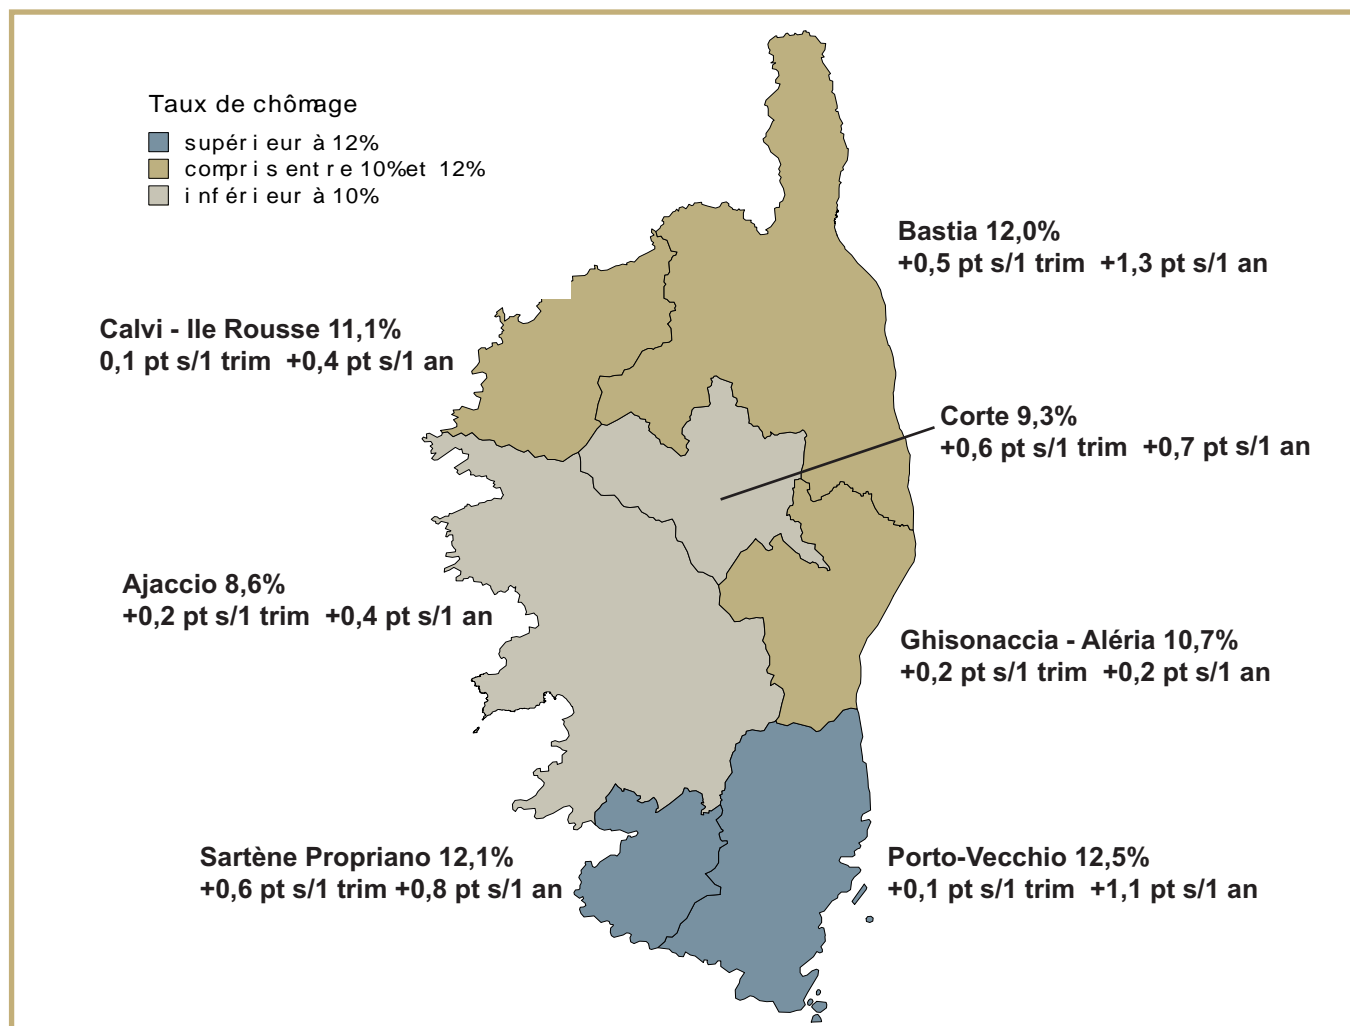 Taux de chômage
supérieur à 12%
compris entre 10%et 12%
inférieur à 10%
Bastia 12,0%
+0,5 pt s/1 trim +1,3 pt s/1 an
Calvi - Ile Rousse 11,1%
0,1 pt s/1 trim +0,4 pt s/1 an
Corte 9,3%
+0,6 pt s/1 trim +0,7 pt s/1 an
Ajaccio 8,6%
+0,2 pt s/1 trim +0,4 pt s/1 an
Ghisonaccia - Aléria 10,7%
+0,2 pt s/1 trim +0,2 pt s/1 an
Sartène Propriano 12,1%
+0,6 pt s/1 trim +0,8 pt s/1 an
Porto-Vecchio 12,5%
+0,1 pt s/1 trim +1,1 pt s/1 an